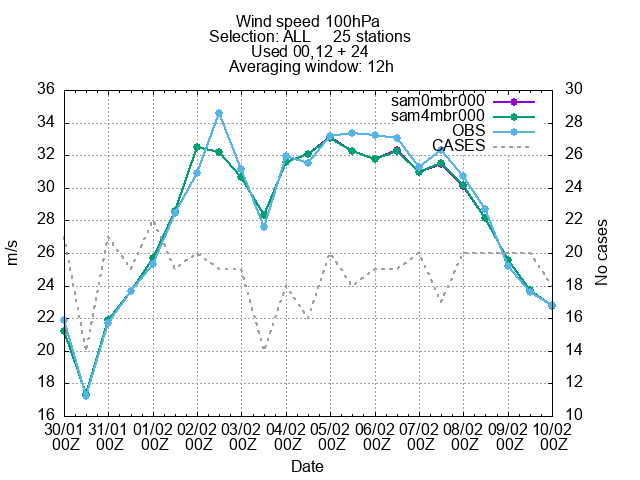 Wind speed 100hPa
Selection: ALL 25 stations
Used 00,12 + 24
Averaging window: 12h
sam0mbr000
sam4mbr000
OBS
CASES
m/s
36
34
32
30
28
26
24
22
20
18
16
No cases
30
28
26
24
22
20
18
16
14
12
10
30/01 31/01 01/02 02/02 03/02 04/02 05/02 06/02 07/02 08/02 09/02 10/02
00Z 00Z 00Z 00Z 00Z 00Z 00Z 00Z 00Z 00Z 00Z 00Z
Date